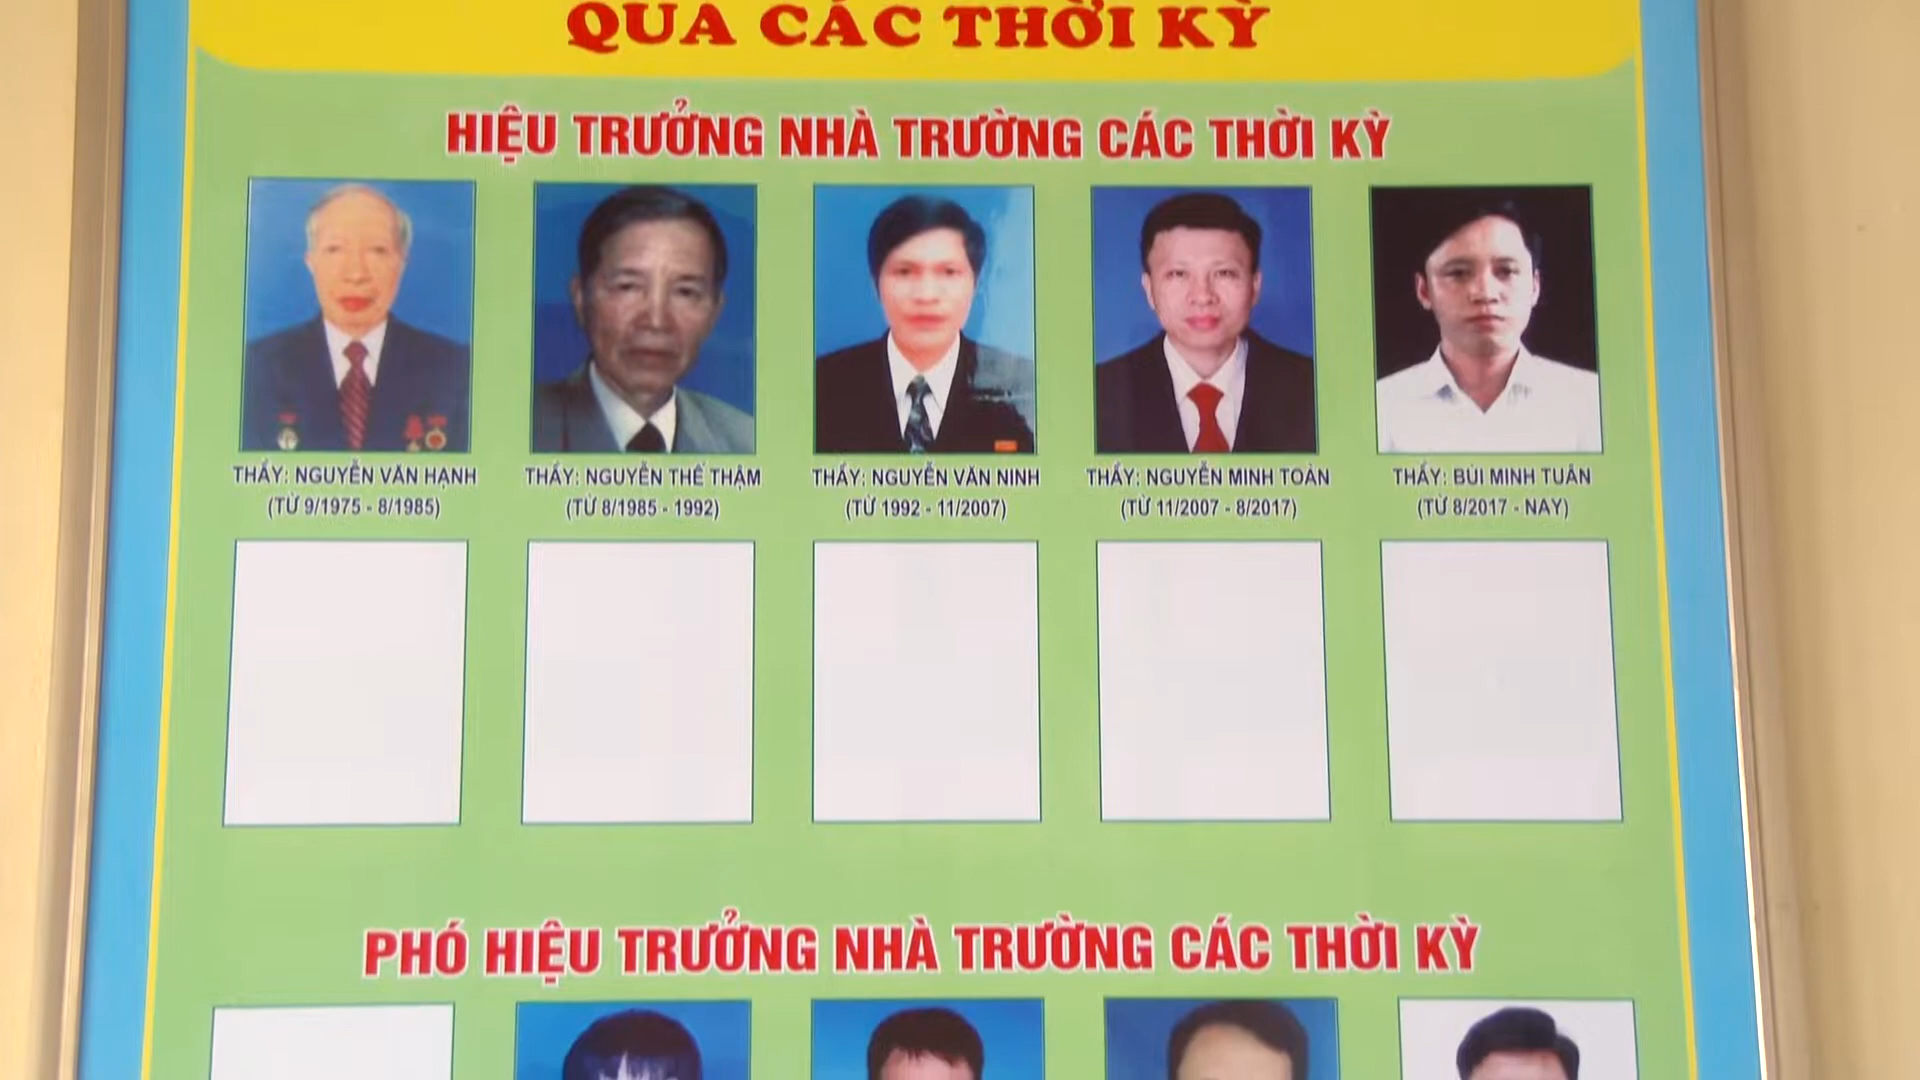 QUA CÁC THỜI KỲ
HIỆU TRƯỞNG NHÀ TRƯỜNG CÁC THỜI KỲ
THẦY: NGUYỄN VĂN HẠNH
(TỪ 9/1975 - 8/1985)
THẦY: NGUYỄN THẾ THẬM
(TỪ 8/1985 - 1992)
THẦY: NGUYỄN VĂN NINH
(TỪ 1992 - 11/2007)
THẦY: NGUYỄN MINH TOÀN
(TỪ 11/2007 - 8/2017)
THẦY: BÙI MINH TUẤN
(TỪ 8/2017 - NAY)
PHÓ HIỆU TRƯỞNG NHÀ TRƯỜNG CÁC THỜI KỲ